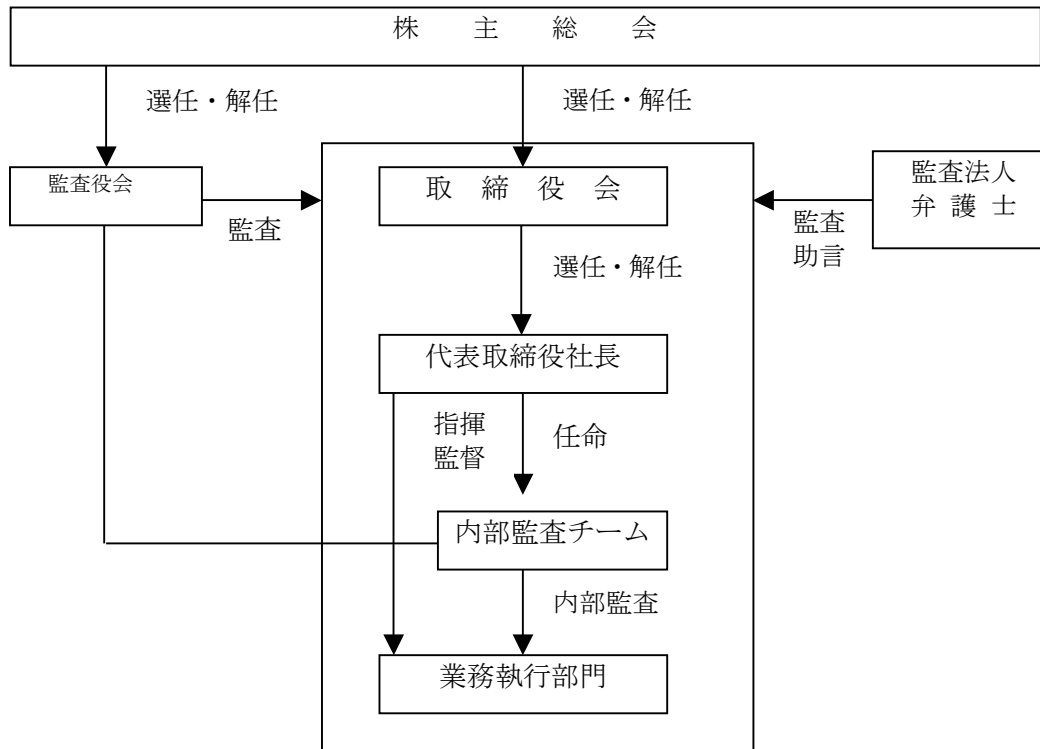 株 主 総 会
選任・解任
選任・解任
監査役会
取 締 役 会
監査法人
弁 護 士
監査
監査
助言
選任・解任
代表取締役社長
指揮
監督
任命
内部監査チーム
内部監査
業務執行部門